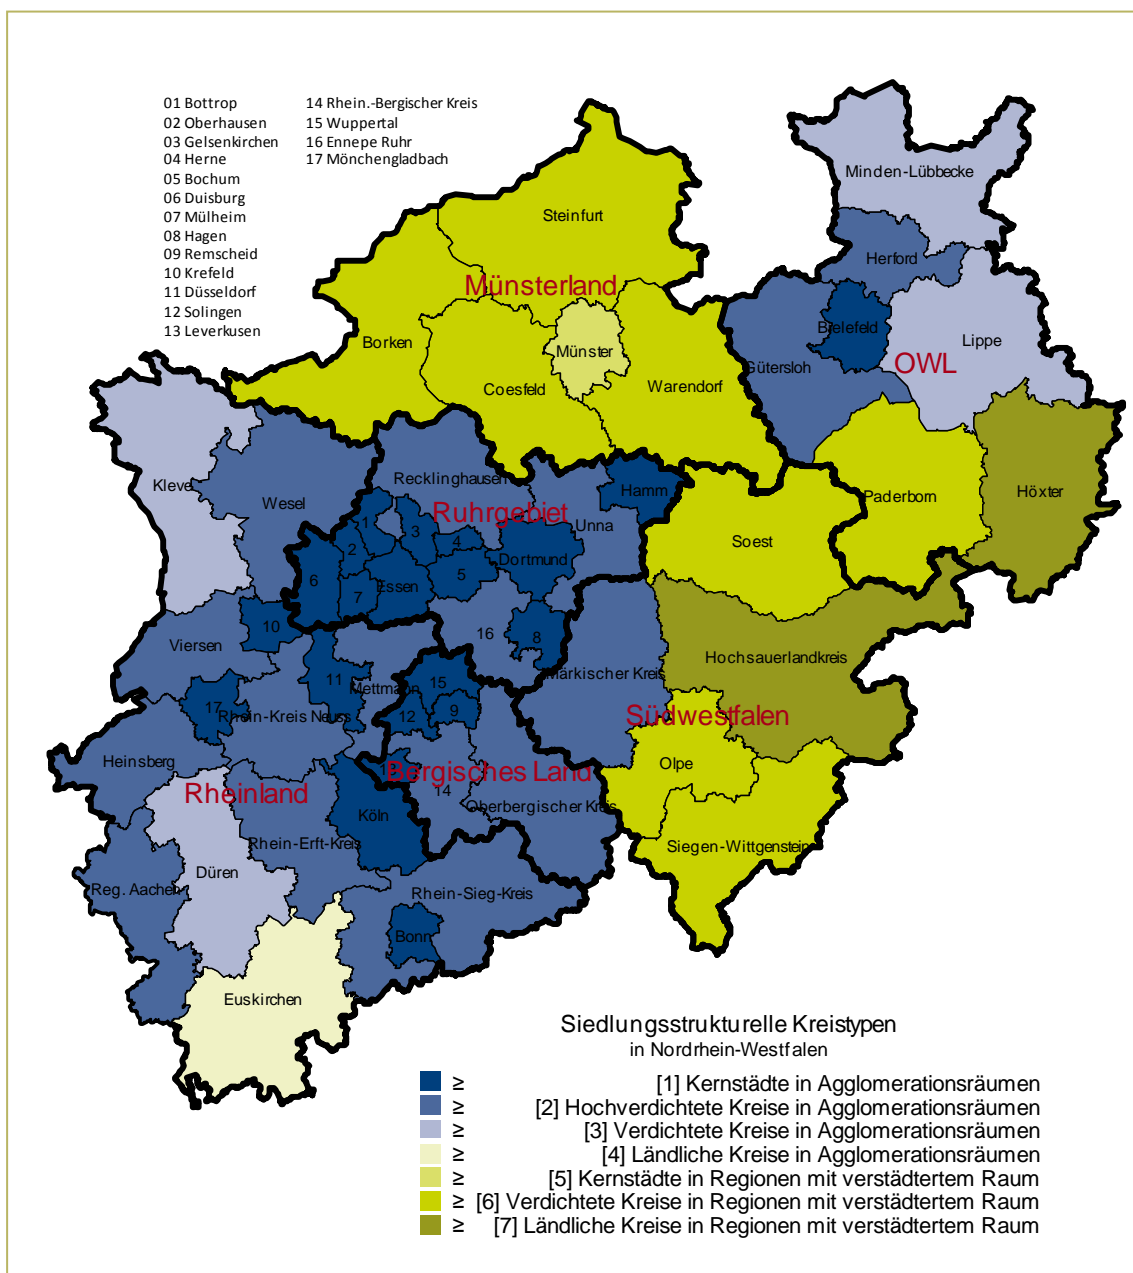 01 Bottrop
02 Oberhausen
03 Gelsenkirchen
04 Herne
05 Bochum
06 Duisburg
07 Mülheim
08 Hagen
09 Remscheid
10 Krefeld
11 Düsseldorf
12 Solingen
13 Leverkusen
14 Rhein.-Bergischer Kreis
15 Wuppertal
16 Ennepe Ruhr
17 Mönchengladbach
Minden-Lübbecke
Steinfurt
Herford
Münsterland
Bielefeld
Borken
Münster
Lippe
OWL
Gütersloh
Coesfeld
Warendorf
Recklinghausen
Kleve
Hamm
Wesel
Ruhrgebiet
Unna
Paderborn
Höxter
1
2
3
4
Soest
Dortmund
5
6
7
Essen
10
16
8
Viersen
Hochsauerlandkreis
Märkischer Kreis
11
Mettmann
15
17
Rhein-Kreis Neuss
12
9
Südwestfalen
Heinsberg
Olpe
Bergisches Land
14
Rheinland
Oberbergischer Kreis
Köln
Rhein-Erft-Kreis
Siegen-Wittgenstein
Düren
Reg. Aachen
Rhein-Sieg-Kreis
Bonn
Euskirchen
Siedlungsstrukturelle Kreistypen
in Nordrhein-Westfalen
≥ [1] Kernstädte in Agglomerationsräumen
≥ [2] Hochverdichtete Kreise in Agglomerationsräumen
≥ [3] Verdichtete Kreise in Agglomerationsräumen
≥ [4] Ländliche Kreise in Agglomerationsräumen
≥ [5] Kernstädte in Regionen mit verstädtertem Raum
≥ [6] Verdichtete Kreise in Regionen mit verstädtertem Raum
≥ [7] Ländliche Kreise in Regionen mit verstädtertem Raum